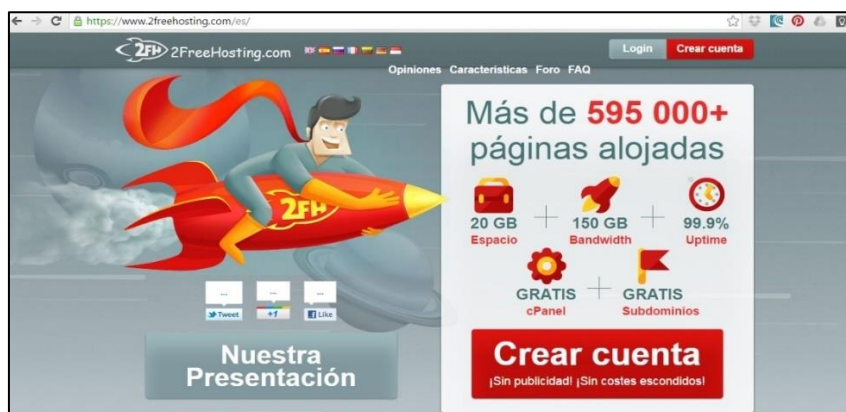 https://www.2freehosting.com/es/
2FH 2FreeHosting.com
Login
Crear cuenta
Opiniones Características Foro FAQ
2FH
Más de 595 000+
páginas alojadas
20 GB
Espacio
150 GB
Bandwidth
99.9%
Uptime
GRATIS
cPanel
GRATIS
Subdominios
Tweet
+1
Like
Nuestra
Presentación
Crear cuenta
¡Sin publicidad! ¡Sin costes escondidos!